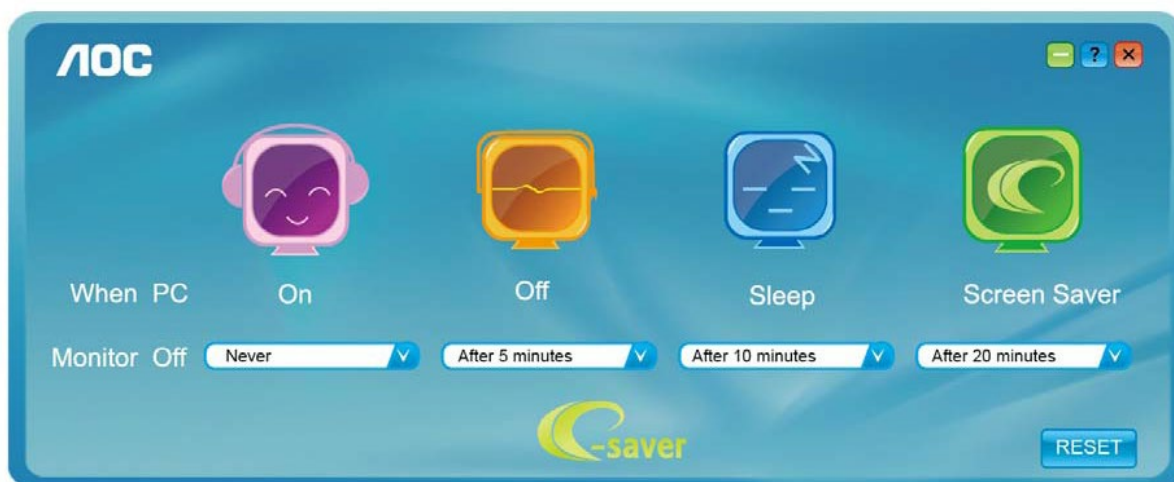 AOC
?
When PC On Off Sleep Screen Saver
Monitor Off Never After 5 minutes After 10 minutes After 20 minutes
e-saver
RESET